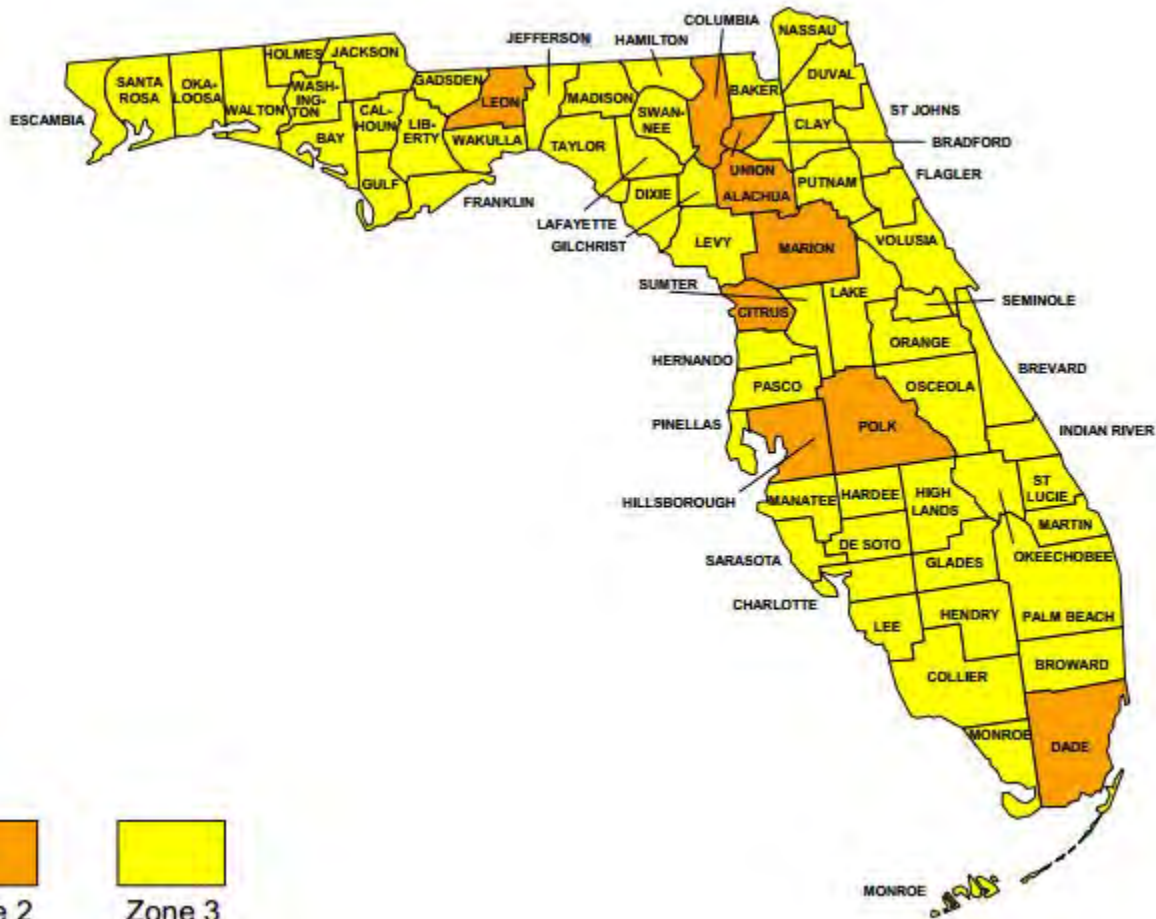 COLUMBIA
NASSAU
JEFFERSON
HAMILTON
HOLMES
JACKSON
DUVAL
SANTA
ROSA
OKA-
LOOSA
WALTON
WASH-
ING-
TON
GADSDEN
LEON
MADISON
BAKER
ESCAMBIA
BAY
CAL-
HOUN
LIB-
ERTY
WAKULLA
TAYLOR
SWAN-
NEE
CLAY
ST JOHNS
BRADFORD
UNION
GULF
FRANKLIN
DIXIE
ALACHUA
PUTNAM
FLAGLER
LAFAYETTE
GILCHRIST
LEVY
MARION
VOLUSIA
SUMTER
LAKE
SEMINOLE
CITRUS
ORANGE
HERNANDO
BREVARD
PASCO
OSCEOLA
PINELLAS
POLK
INDIAN RIVER
HILLSBOROUGH
MANATEE
HARDEE
HIGH
LANDS
ST
LUCIE
MARTIN
DE SOTO
SARASOTA
GLADES
OKEECHOBEE
CHARLOTTE
LEE
HENDRY
PALM BEACH
COLLIER
BROWARD
MONROE
DADE
MONROE
e 2
Zone 3